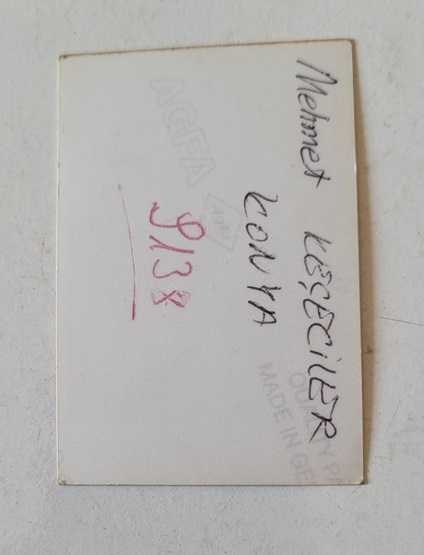 Mehmet KEÇECİLER
KONYA
9138
AGFA
MADE IN GE